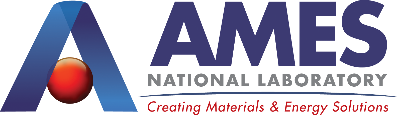 AMES
NATIONAL LABORATORY
Creating Materials & Energy Solutions